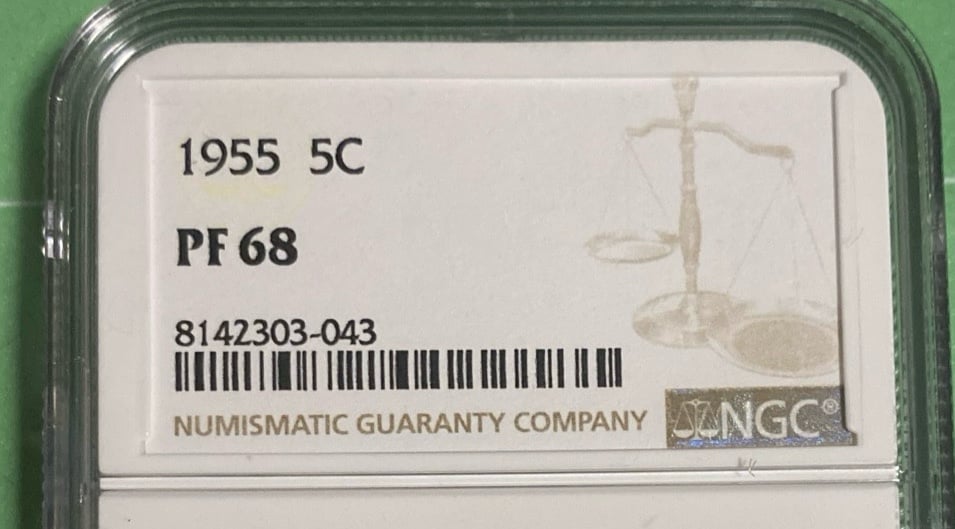 1955 5C
PF 68
8142303-043
NUMISMATIC GUARANTY COMPANY
NGC®